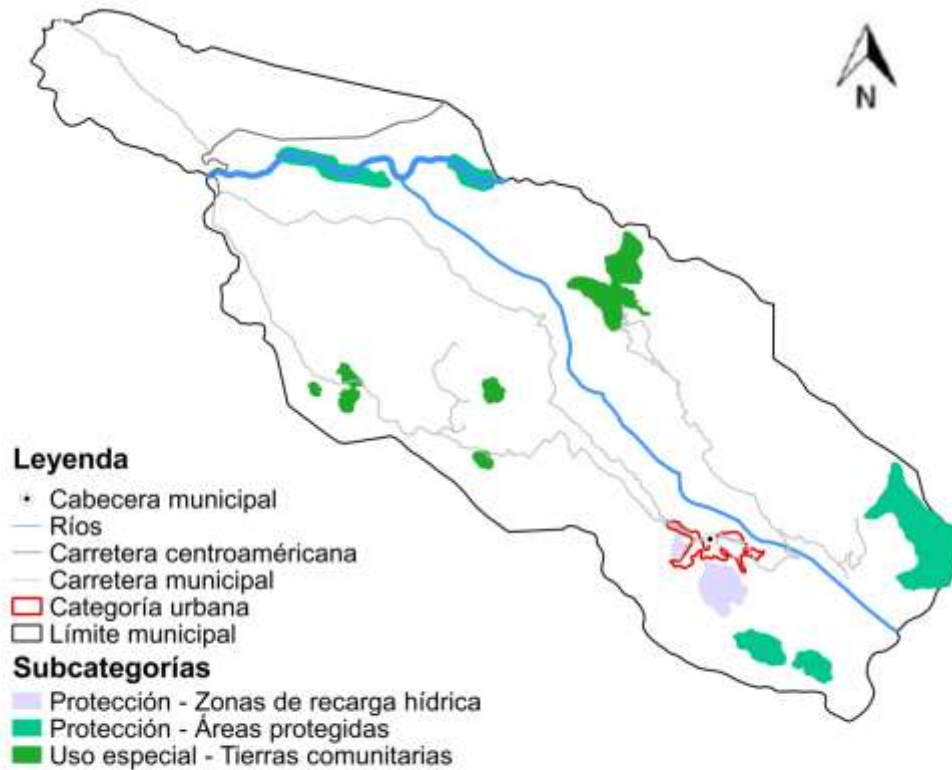 N
Leyenda
Cabecera municipal
Ríos
Carretera centroaméricana
Carretera municipal
Categoría urbana
Límite municipal
Subcategorías
Protección - Zonas de recarga hídrica
Protección - Áreas protegidas
Uso especial - Tierras comunitarias